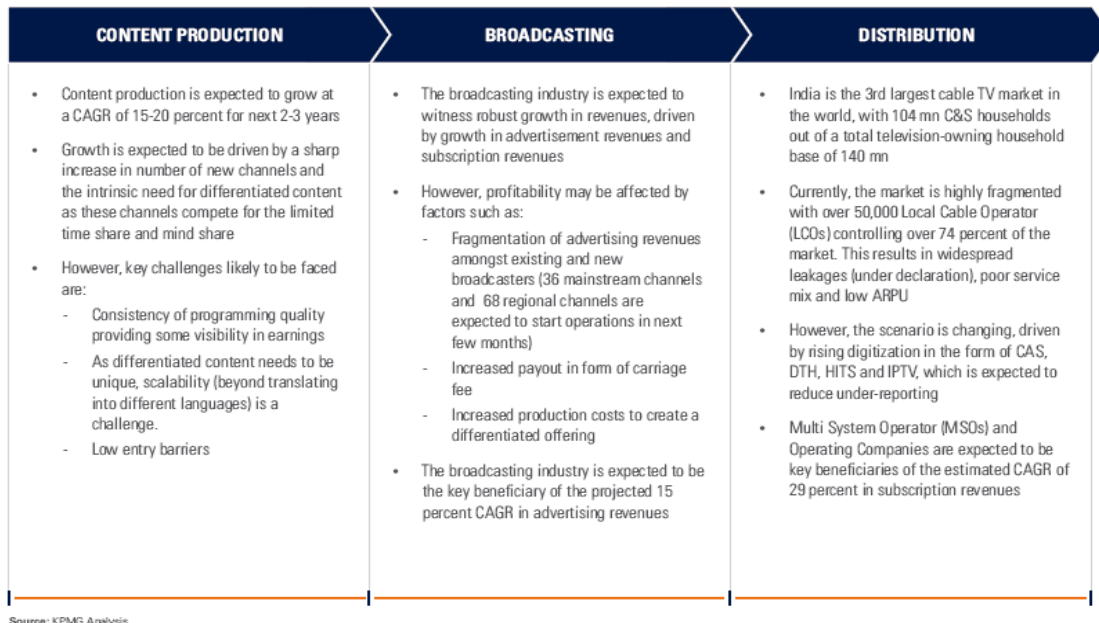 CONTENT PRODUCTION
• Content production is expected to grow at
a CAGR of 15-20 percent for next 2-3 years
• Growth is expected to be driven by a sharp
increase in number of new channels and
the intrinsic need for differentiated content
as these channels compete for the limited
time share and mind share
• However, key challenges likely to be faced
are:
- Consistency of programming quality
providing some visibility in earnings
- As differentiated content needs to be
unique, scalability (beyond translating
into different languages) is a
challenge.
- Low entry barriers
BROADCASTING
• The broadcasting industry is expected to
witness robust growth in revenues, driven
by growth in advertisement revenues and
subscription revenues
• However, profitability may be affected by
factors such as:
- Fragmentation of advertising revenues
amongst existing and new
broadcasters (36 mainstream channels
and 68 regional channels are
expected to start operations in next
few months)
- Increased payout in form of carriage
fee
- Increased production costs to create a
differentiated offering
• The broadcasting industry is expected to be
the key beneficiary of the projected 15
percent CAGR in advertising revenues
DISTRIBUTION
• India is the 3rd largest cable TV market in
the world, with 104 mn C&S households
out of a total television-owning household
base of 140 mn
• Currently, the market is highly fragmented
with over 50,000 Local Cable Operator
(LCOs) controlling over 74 percent of the
market. This results in widespread
leakages (under declaration), poor service
mix and low ARPU
• However, the scenario is changing, driven
by rising digitization in the form of CAS,
DTH, HITS and IPTV, which is expected to
reduce under-reporting
• Multi System Operator (MSOs) and
Operating Companies are expected to be
key beneficiaries of the estimated CAGR of
29 percent in subscription revenues
Source: KPMG Analysis